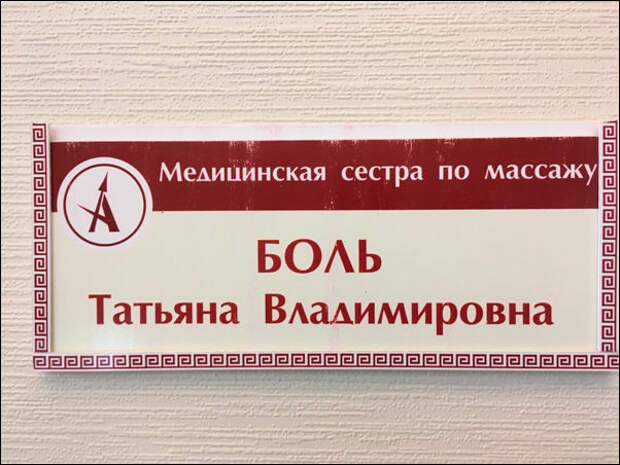 Медицинская сестра по массажу
БОЛЬ
Татьяна Владимировна